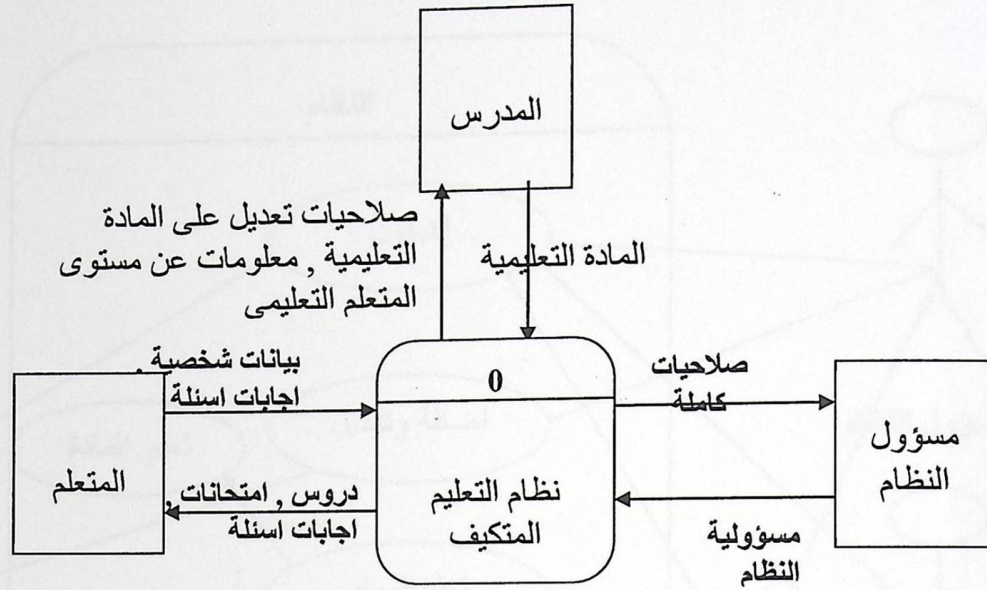 المدرس
صلاحيات تعديل على المادة
التعليمية , معلومات عن مستوى
المتعلم التعليمى
المادة التعليمية
بيانات شخصية ,
اجابات اسئلة
0
صلاحيات
كاملة
المتعلم
نظام التعليم
المتكيف
مسؤول
النظام
دروس , امتحانات ,
اجابات اسئلة
مسؤولية
النظام